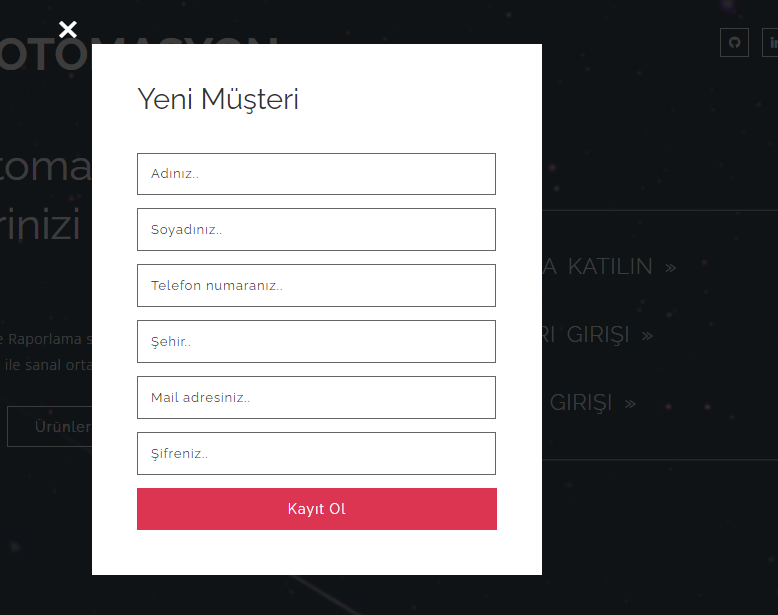 OTOMASYON
Yeni Müşteri
Adınız..
Soyadınız..
Telefon numaranız..
Şehir..
Mail adresiniz..
Şifreniz..
Kayıt Ol
toma
rinizi
e Raporlama s
ile sanal orta
Ürünler
A KATILIN »
RI GIRIŞI »
GIRIŞI »
in